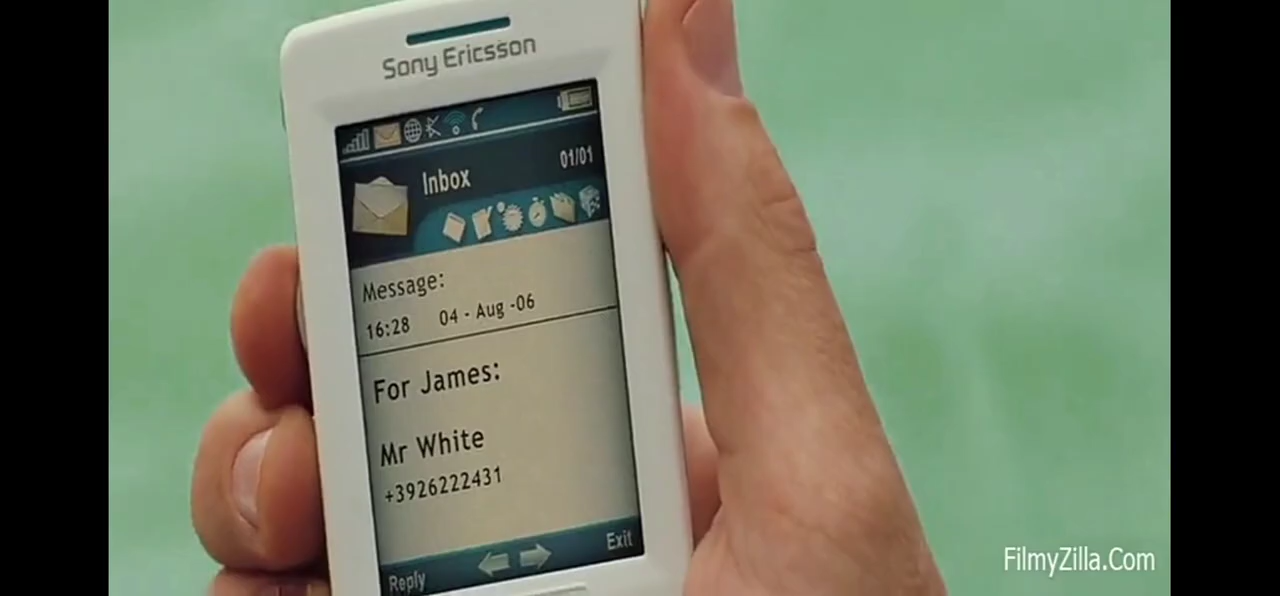 Sony Ericsson
Inbox
01/01
Message:
16:28 04 - Aug -06
For James:
Mr White
+3926222431
Reply
Exit
FilmyZilla.Com